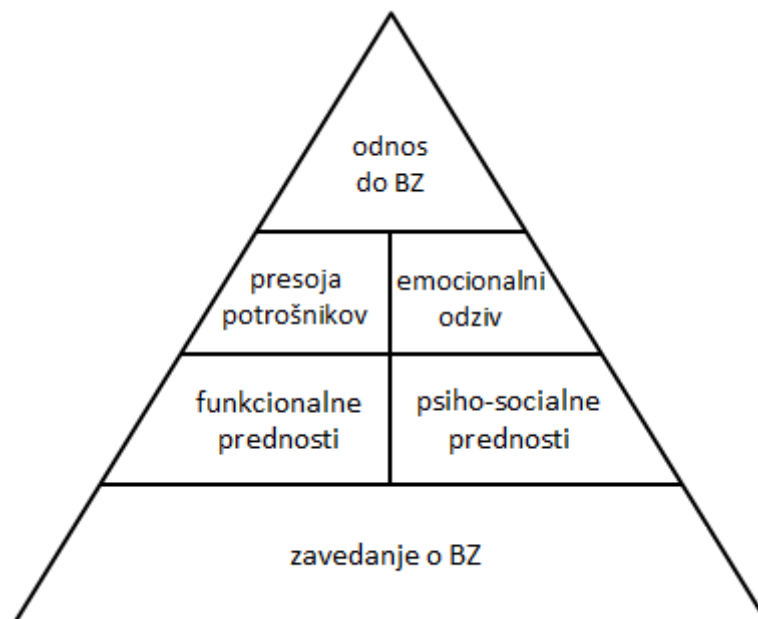 odnos
do BZ
presoja
potrošnikov
emocionalni
odziv
funkcionalne
prednosti
psiho-socialne
prednosti
zavedanje o BZ